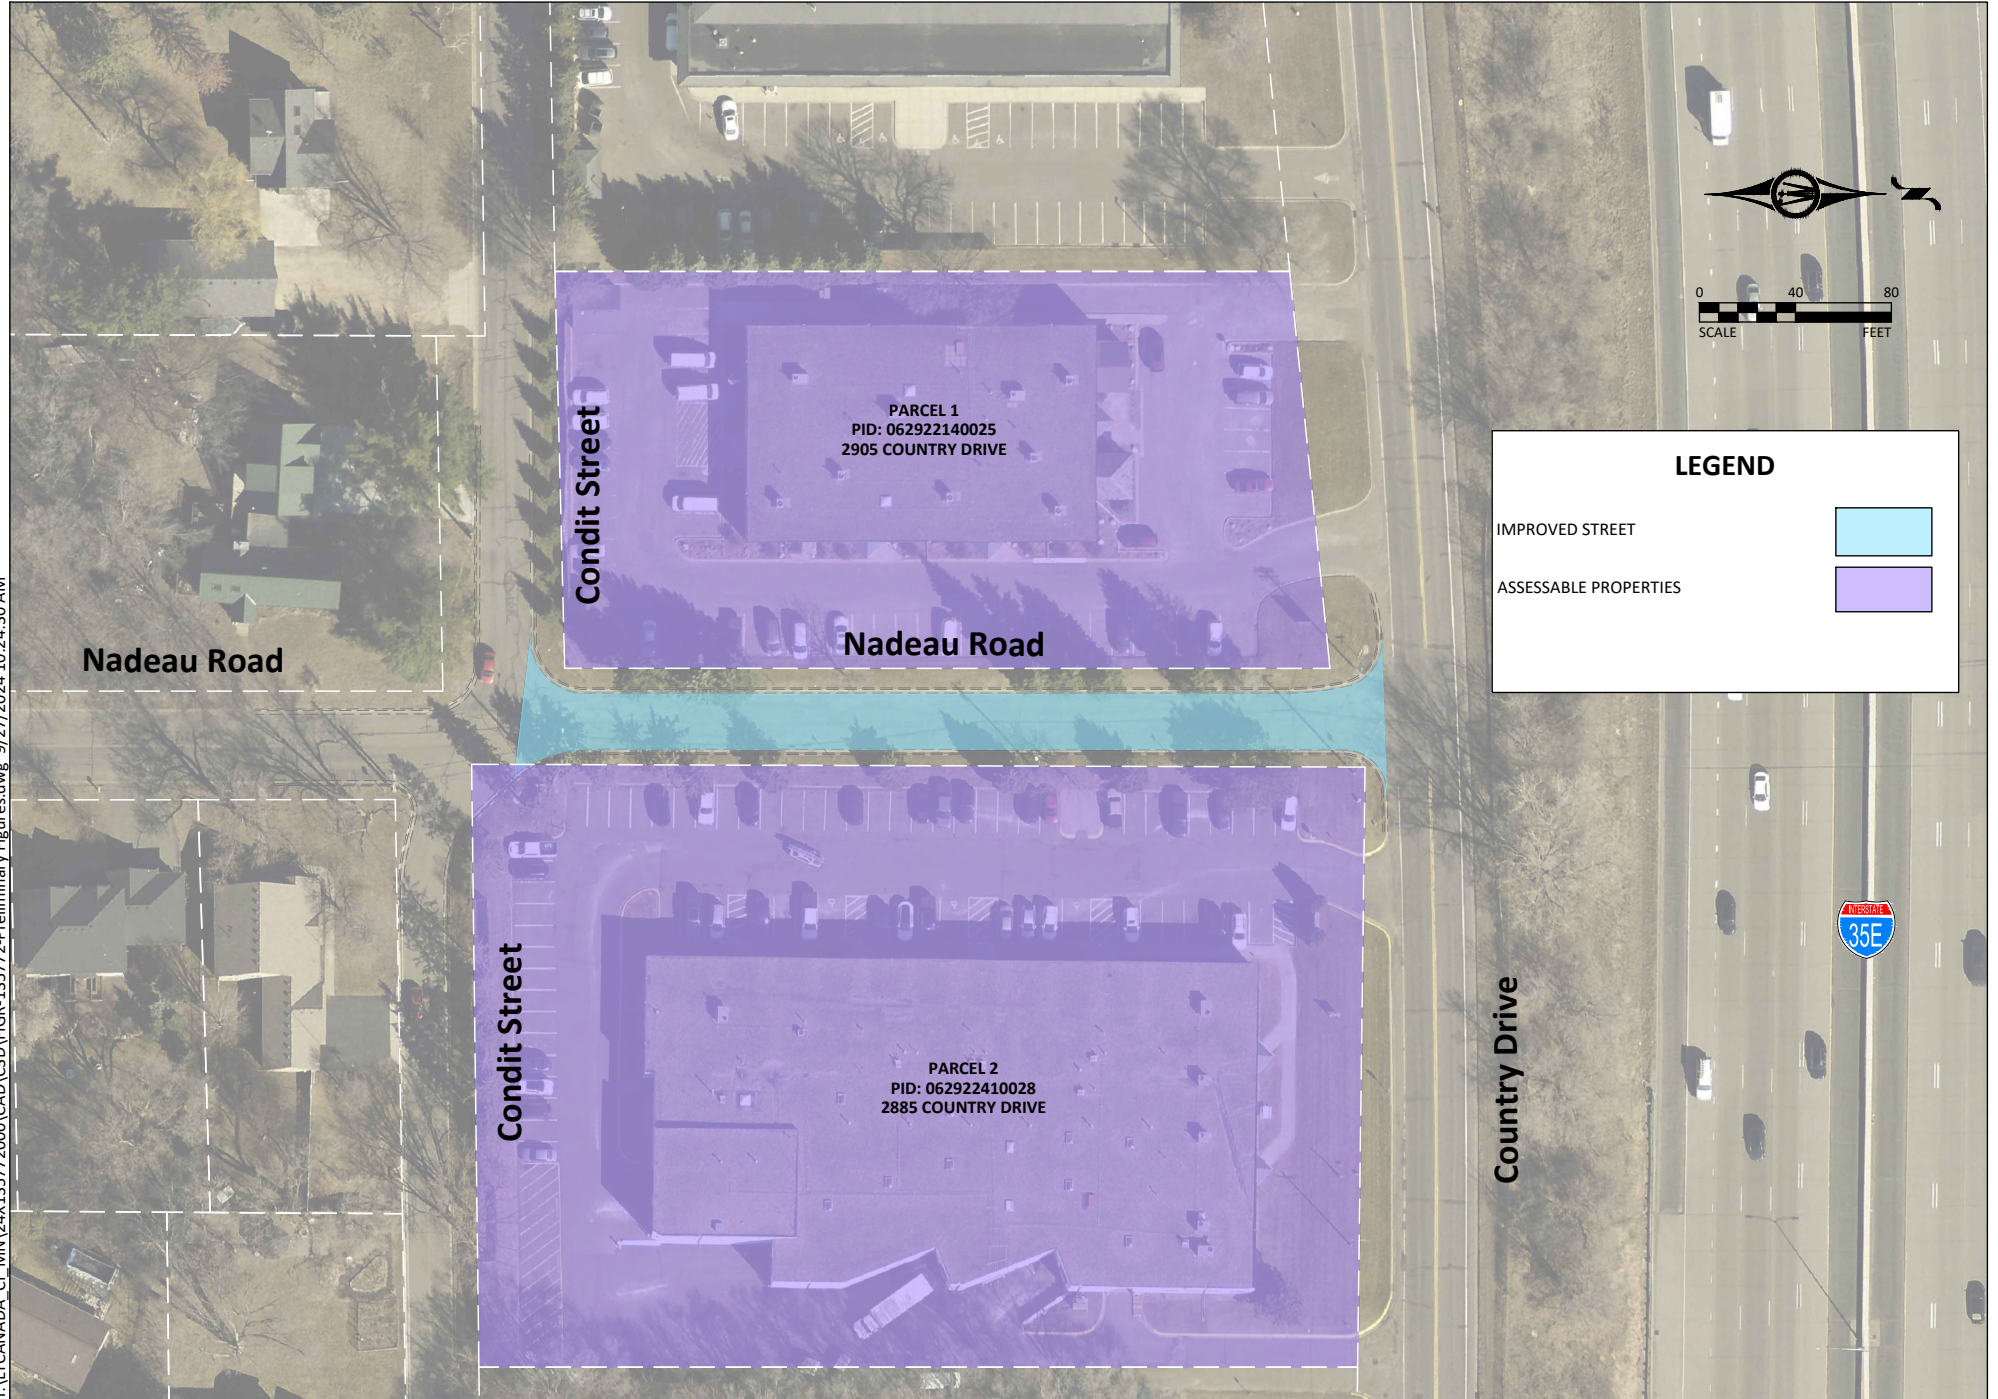 0 40 80
SCALE FEET
PARCEL 1
PID: 062922140025
2905 COUNTRY DRIVE
Condit Street
LEGEND
IMPROVED STREET
ASSESSABLE PROPERTIES
Nadeau Road
Nadeau Road
INTERSTATE
35E
Condit Street
Country Drive
PARCEL 2
PID: 062922410028
2885 COUNTRY DRIVE